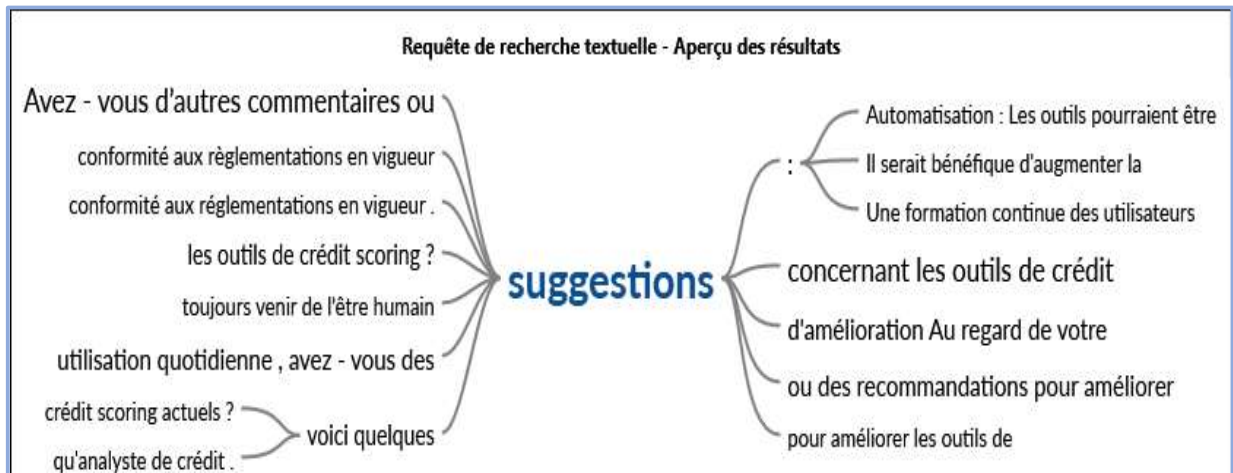 Requête de recherche textuelle - Aperçu des résultats
Avez - vous d'autres commentaires ou
conformité aux règlementations en vigueur
conformité aux réglementations en vigueur .
les outils de crédit scoring ?
toujours venir de l'être humain
utilisation quotidienne , avez - vous des
crédit scoring actuels ?
qu'analyste de crédit .
voici quelques
suggestions
:
Automatisation : Les outils pourraient être
Il serait bénéfique d'augmenter la
Une formation continue des utilisateurs
concernant les outils de crédit
d'amélioration Au regard de votre
ou des recommandations pour améliorer
pour améliorer les outils de